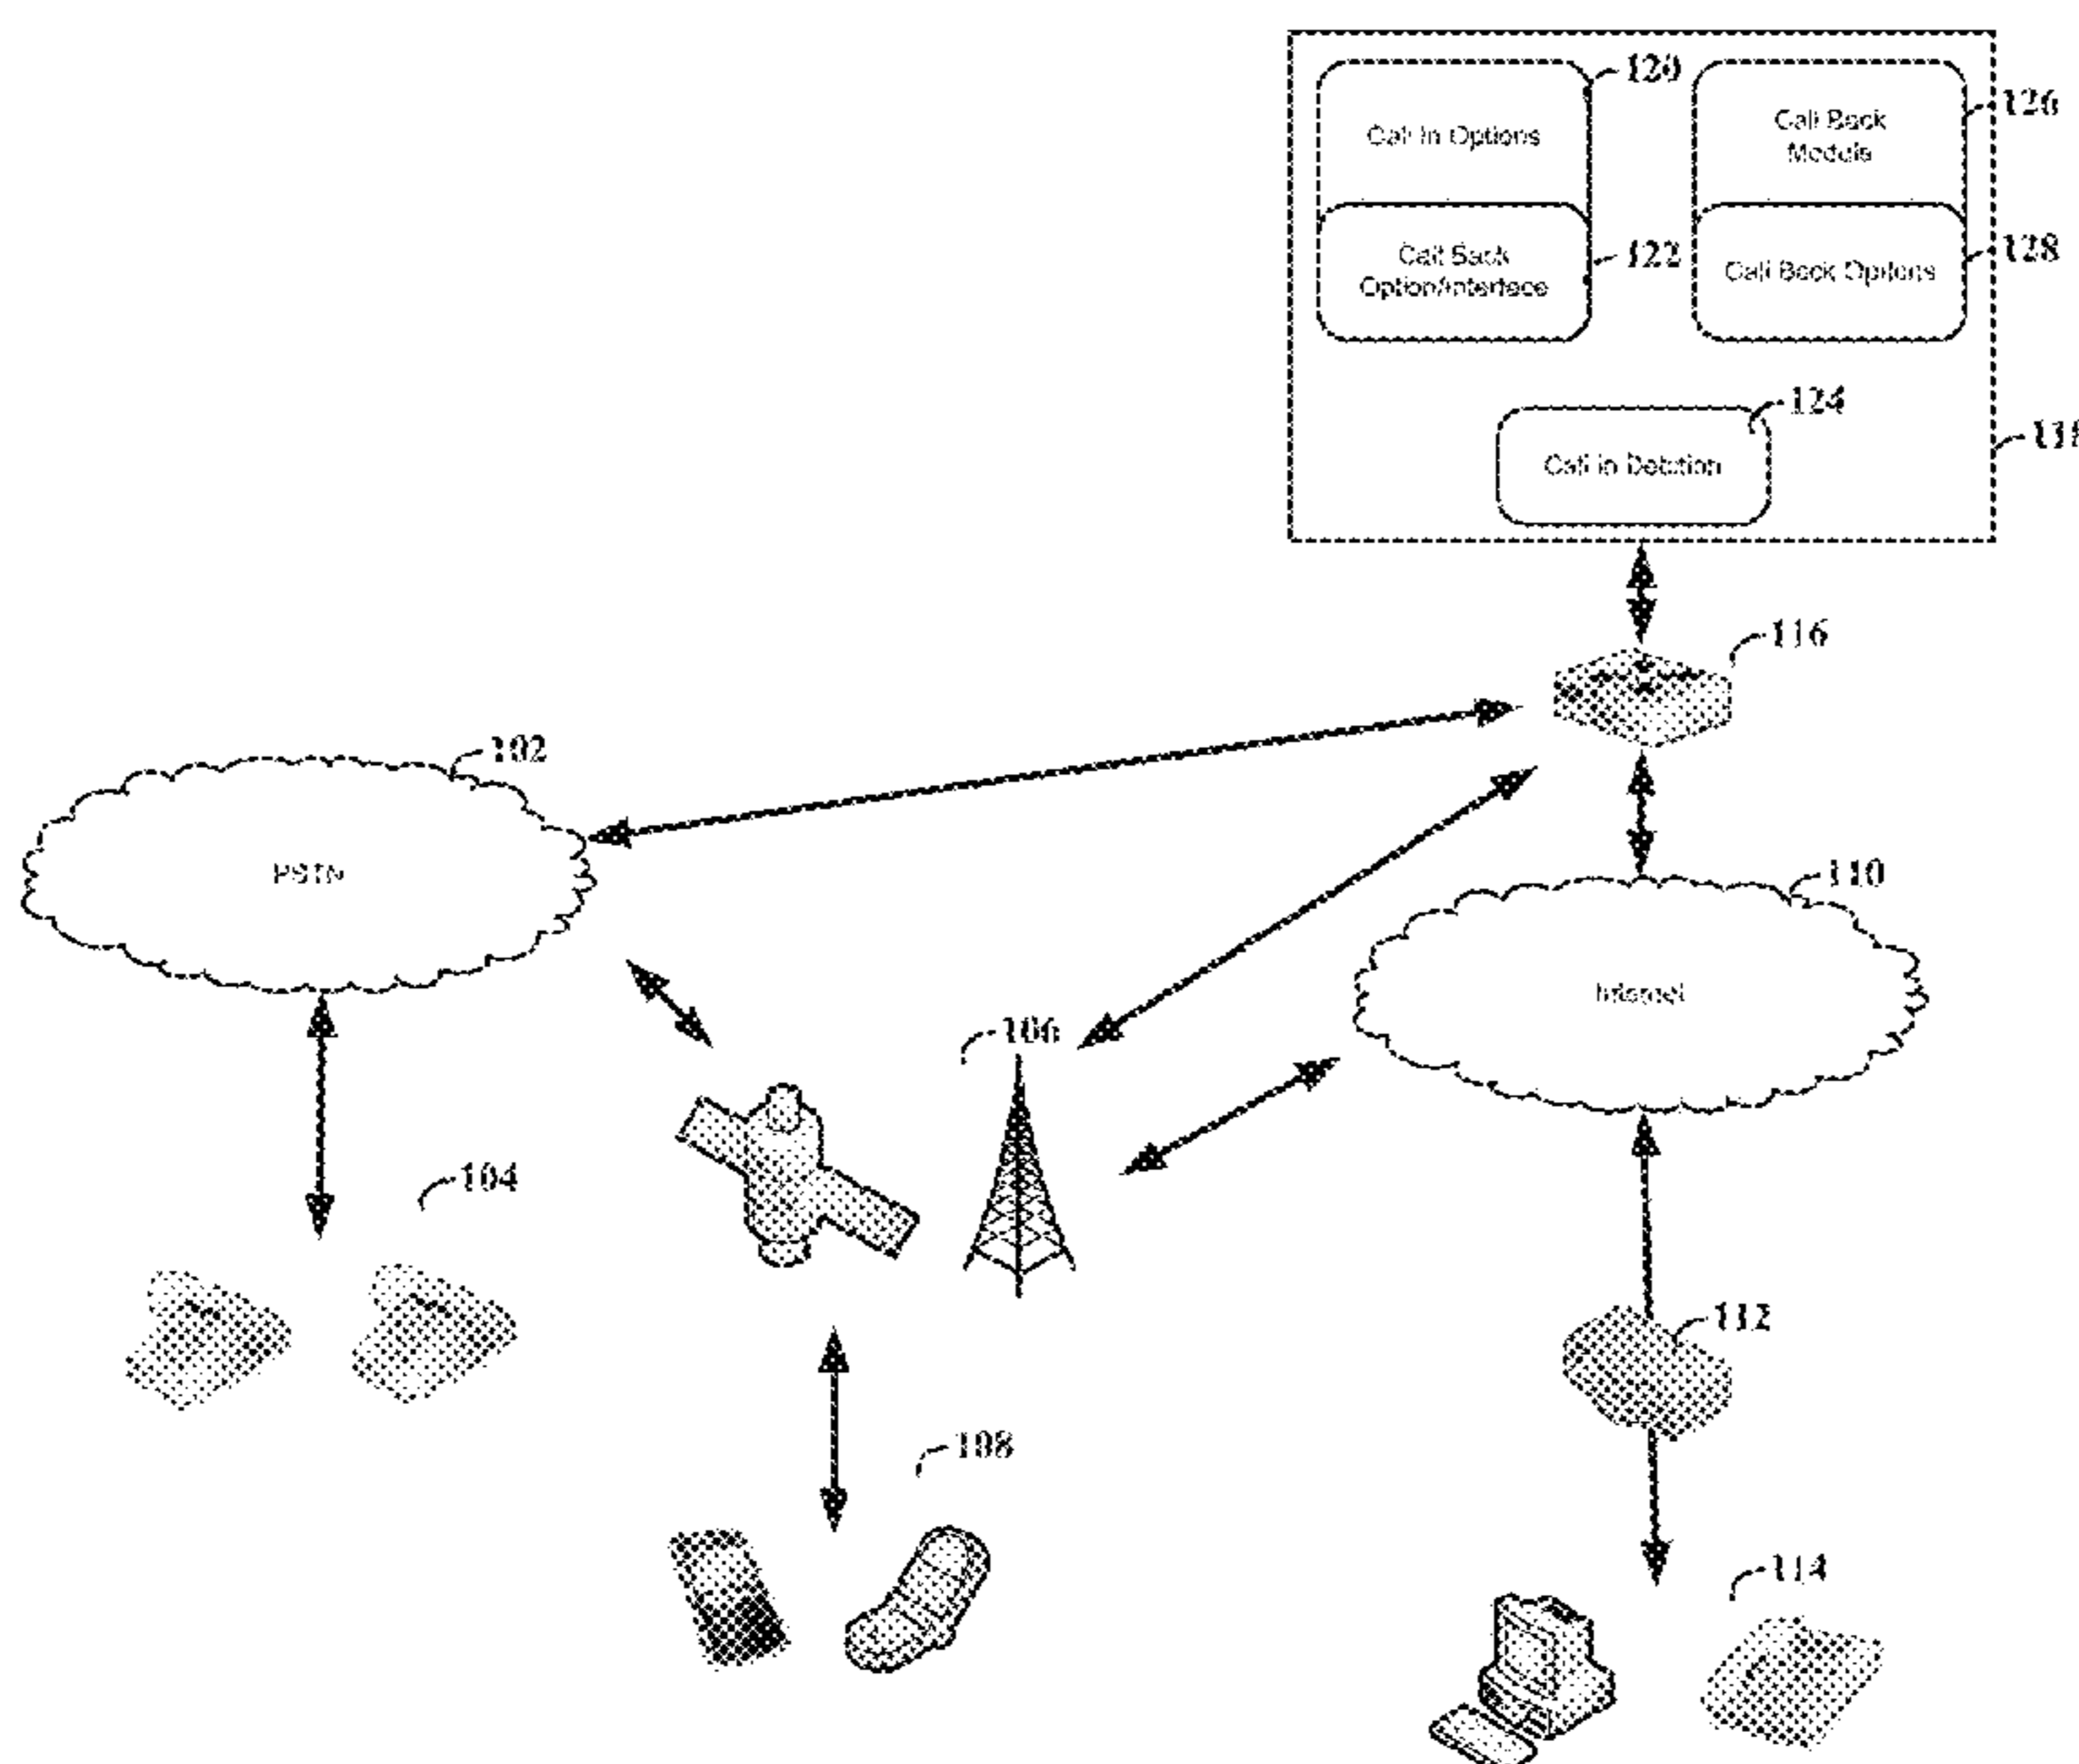 120
126
Call In Options
Call Back
Module
122
128
Call Back
Option/Interface
Call Back Options
124
Call in Deletion
116
102
PSTN
110
Internet
106
104
112
108
114